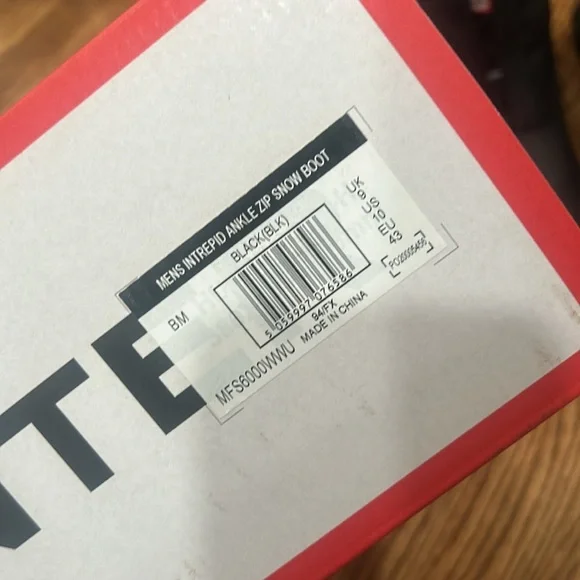 MENS INTREPID ANKLE ZIP SNOW BOOT
BLACK(BLK)
BM
5 059997 076586
94/FX
MADE IN CHINA
MFS6000WWU
UK
9
US
10
EU
43
PO20005456
NTE